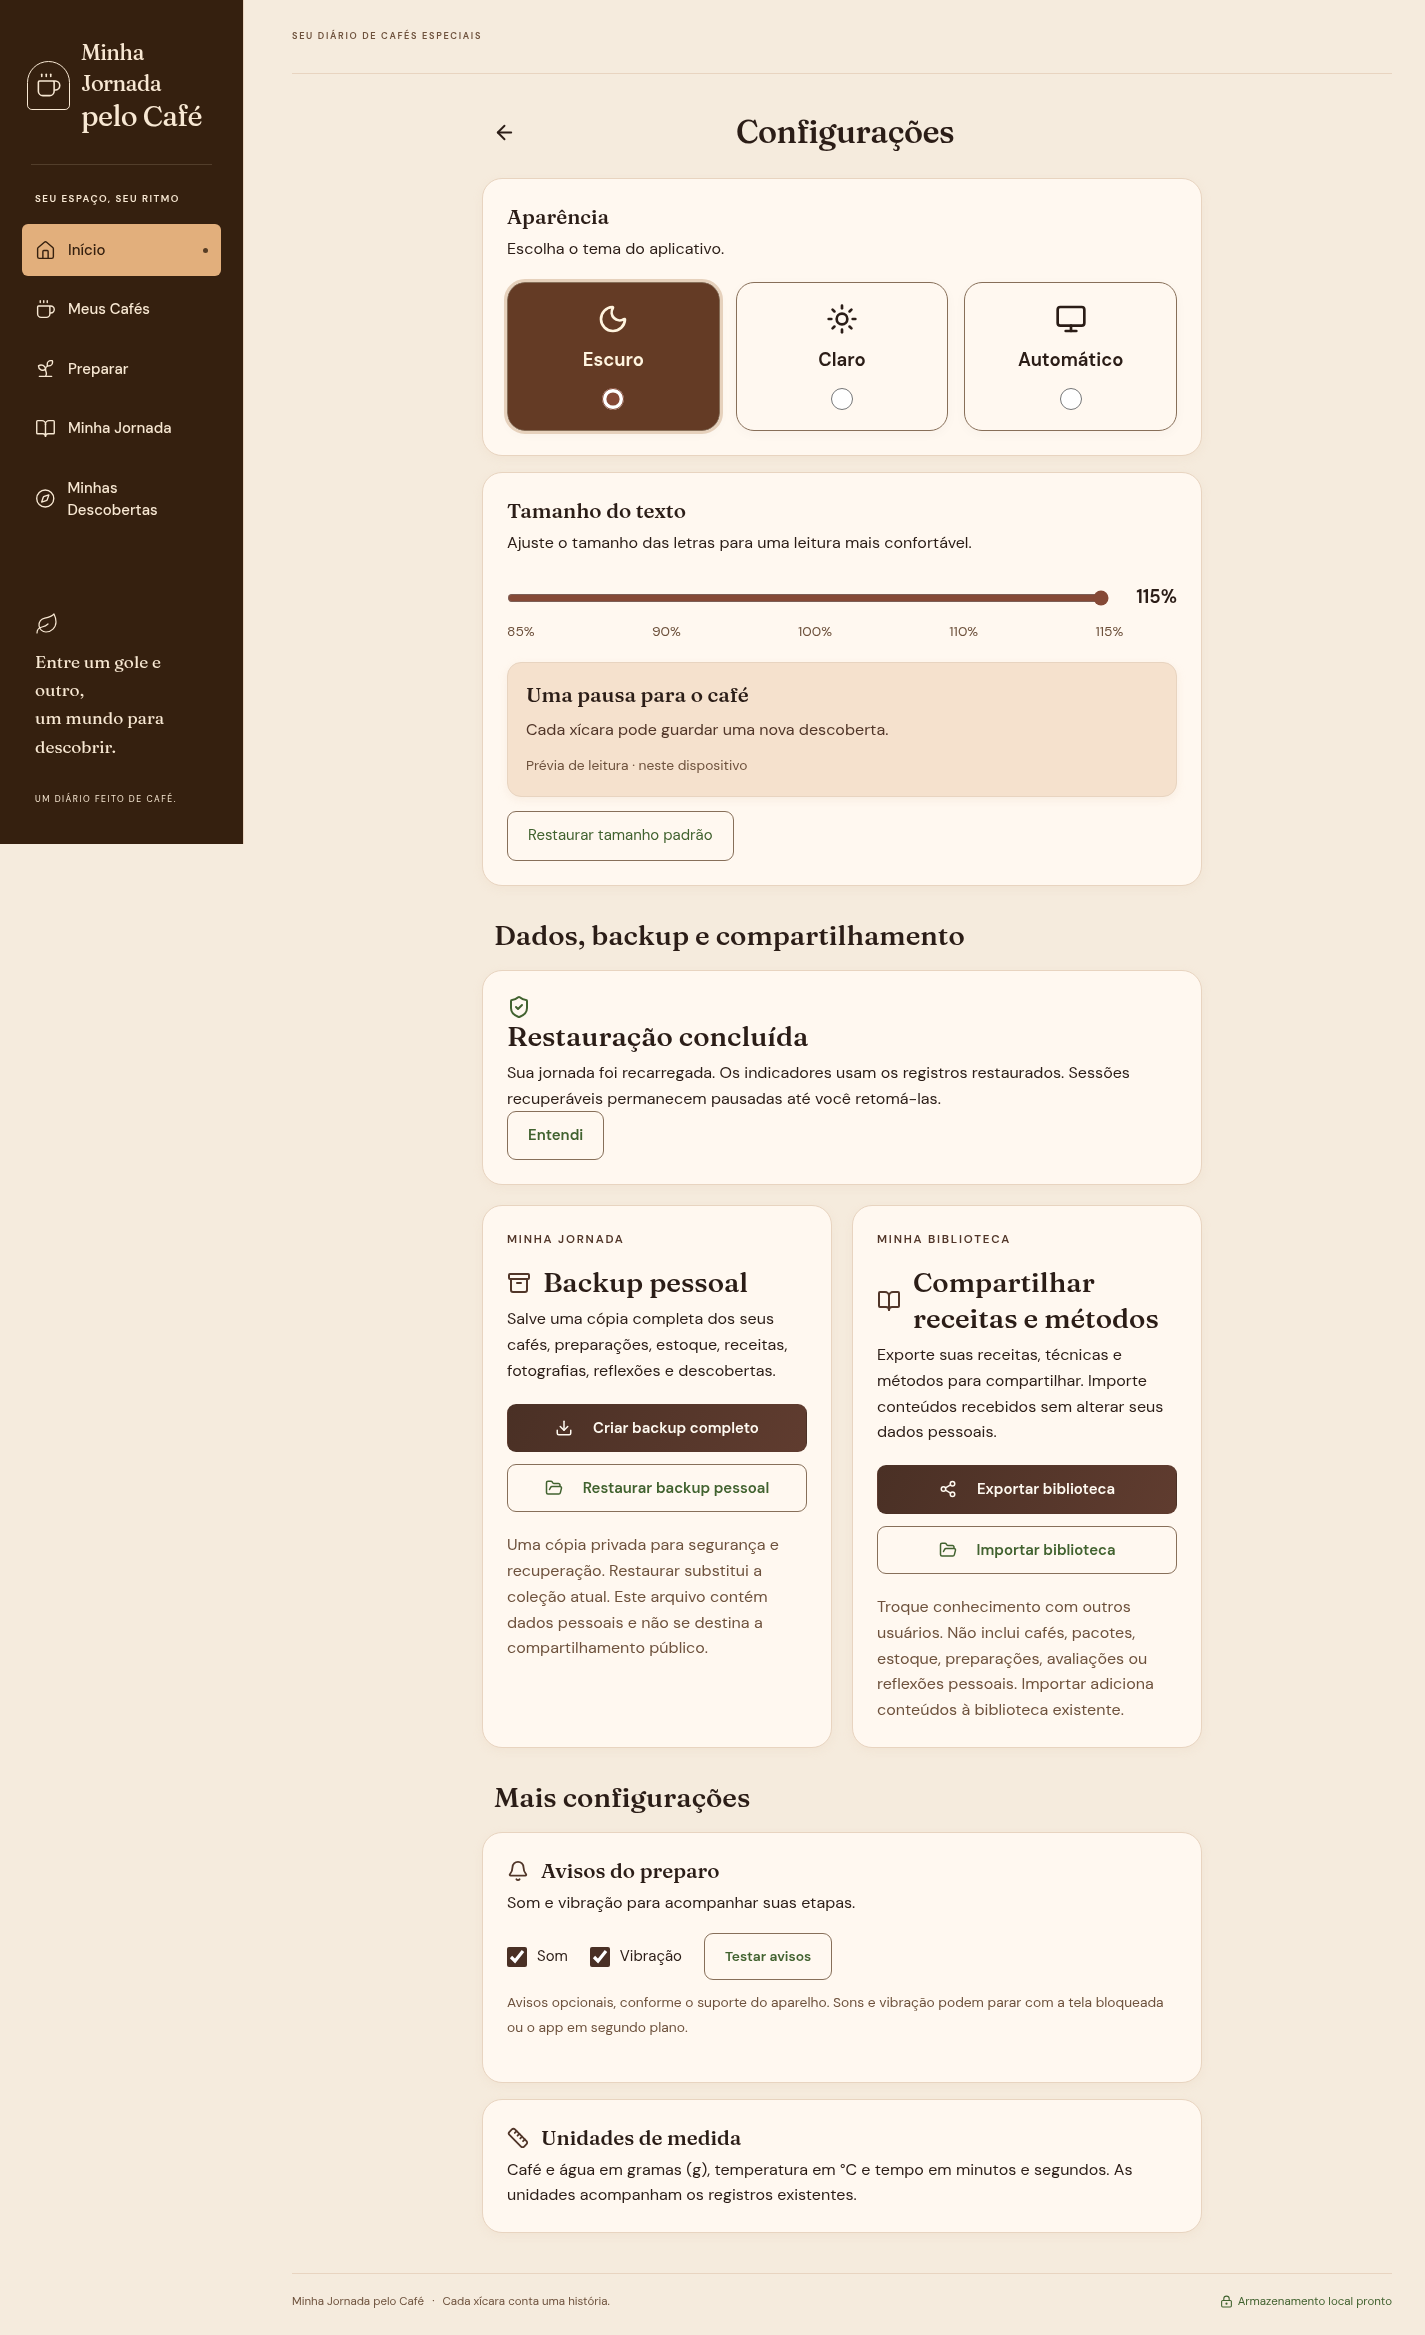 Minha
Jornada
pelo Café
SEU ESPAÇO, SEU RITMO
Início
Meus Cafés
Preparar
Minha Jornada
Minhas
Descobertas
Entre um gole e
outro,
um mundo para
descobrir.
UM DIÁRIO FEITO DE CAFÉ.
SEU DIÁRIO DE CAFÉS ESPECIAIS
Configurações
Aparência
Escolha o tema do aplicativo.
Escuro
Claro
Automático
Tamanho do texto
Ajuste o tamanho das letras para uma leitura mais confortável.
115%
85% 90% 100% 110% 115%
Uma pausa para o café
Cada xícara pode guardar uma nova descoberta.
Prévia de leitura · neste dispositivo
Restaurar tamanho padrão
Dados, backup e compartilhamento
Restauração concluída
Sua jornada foi recarregada. Os indicadores usam os registros restaurados. Sessões
recuperáveis permanecem pausadas até você retomá-las.
Entendi
MINHA JORNADA
Backup pessoal
Salve uma cópia completa dos seus
cafés, preparações, estoque, receitas,
fotografias, reflexões e descobertas.
Criar backup completo
Restaurar backup pessoal
Uma cópia privada para segurança e
recuperação. Restaurar substitui a
coleção atual. Este arquivo contém
dados pessoais e não se destina a
compartilhamento público.
MINHA BIBLIOTECA
Compartilhar
receitas e métodos
Exporte suas receitas, técnicas e
métodos para compartilhar. Importe
conteúdos recebidos sem alterar seus
dados pessoais.
Exportar biblioteca
Importar biblioteca
Troque conhecimento com outros
usuários. Não inclui cafés, pacotes,
estoque, preparações, avaliações ou
reflexões pessoais. Importar adiciona
conteúdos à biblioteca existente.
Mais configurações
Avisos do preparo
Som e vibração para acompanhar suas etapas.
Som
Vibração
Testar avisos
Avisos opcionais, conforme o suporte do aparelho. Sons e vibração podem parar com a tela bloqueada
ou o app em segundo plano.
Unidades de medida
Café e água em gramas (g), temperatura em °C e tempo em minutos e segundos. As
unidades acompanham os registros existentes.
Minha Jornada pelo Café · Cada xícara conta uma história.
Armazenamento local pronto